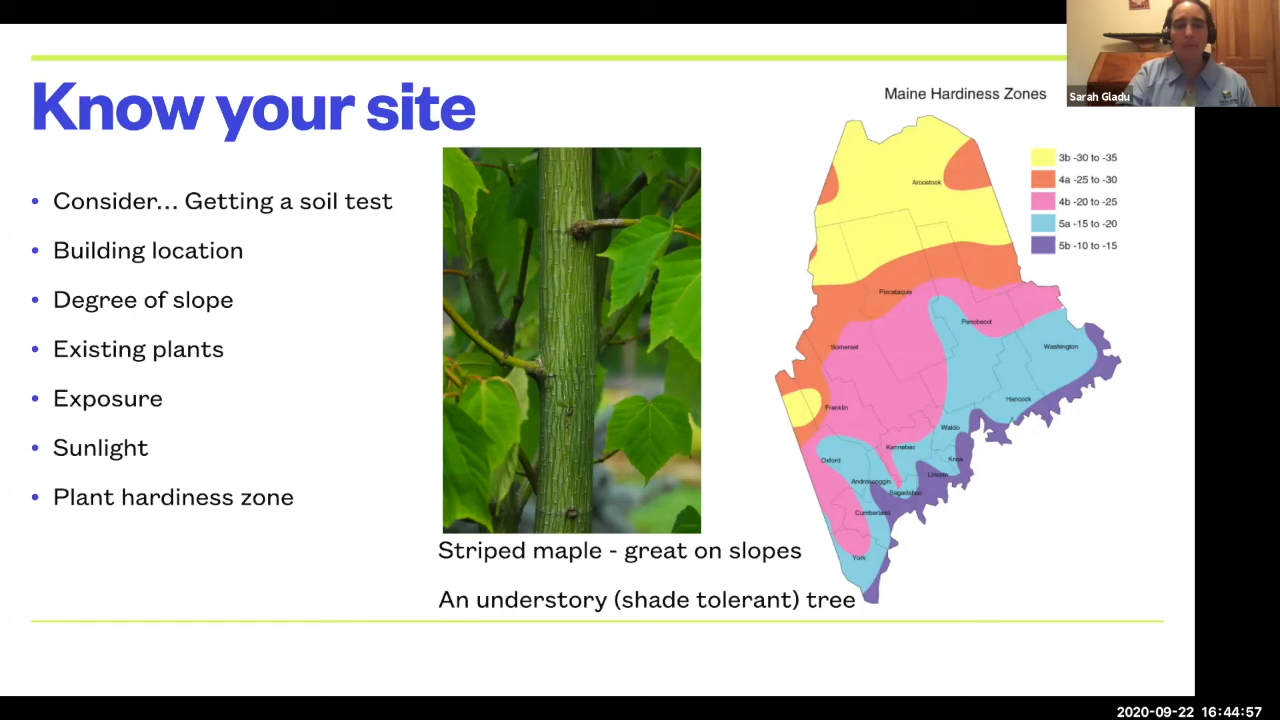 Know your site
Consider... Getting a soil test
Building location
Degree of slope
Existing plants
Exposure
Sunlight
Plant hardiness zone
Striped maple - great on slopes
An understory (shade tolerant) tree
Maine Hardiness Zones
3b -30 to -35
4a -25 to -30
4b -20 to -25
5a -15 to -20
5b -10 to -15
Aroostook
Piscataquis
Penobscot
Somerset
Washington
Hancock
Franklin
Waldo
Kennebec
Knox
Oxford
Lincoln
Androscoggin
Sagadahoc
Cumberland
York
Sarah Gladu
2020-09-22 16:44:57